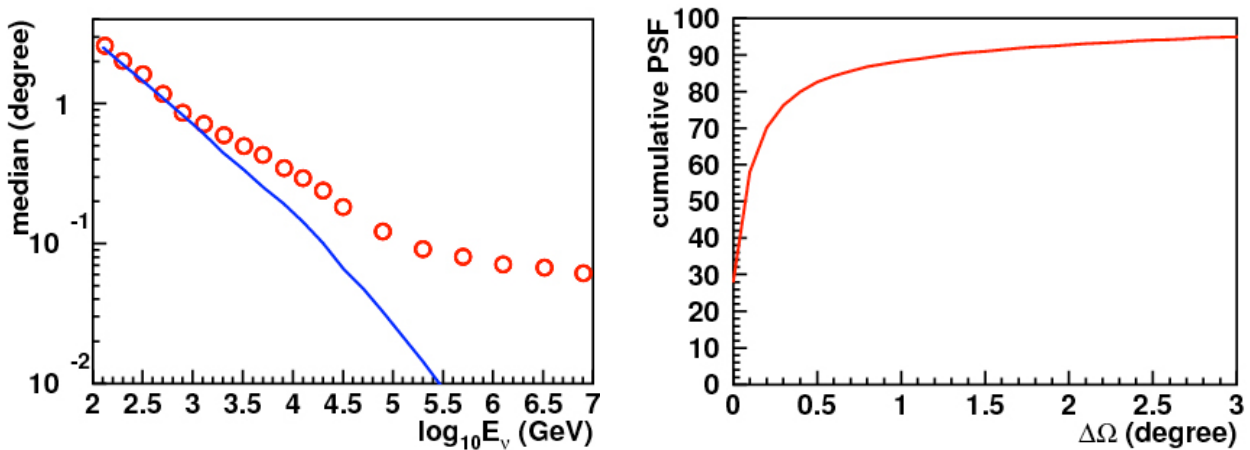 median (degree)
1
10
-1
10
-2
2 2.5 3 3.5 4 4.5 5 5.5 6 6.5 7
log10Eν (GeV)
cumulative PSF
100
90
80
70
60
50
40
30
20
10
0
0 0.5 1 1.5 2 2.5 3
ΔΩ (degree)